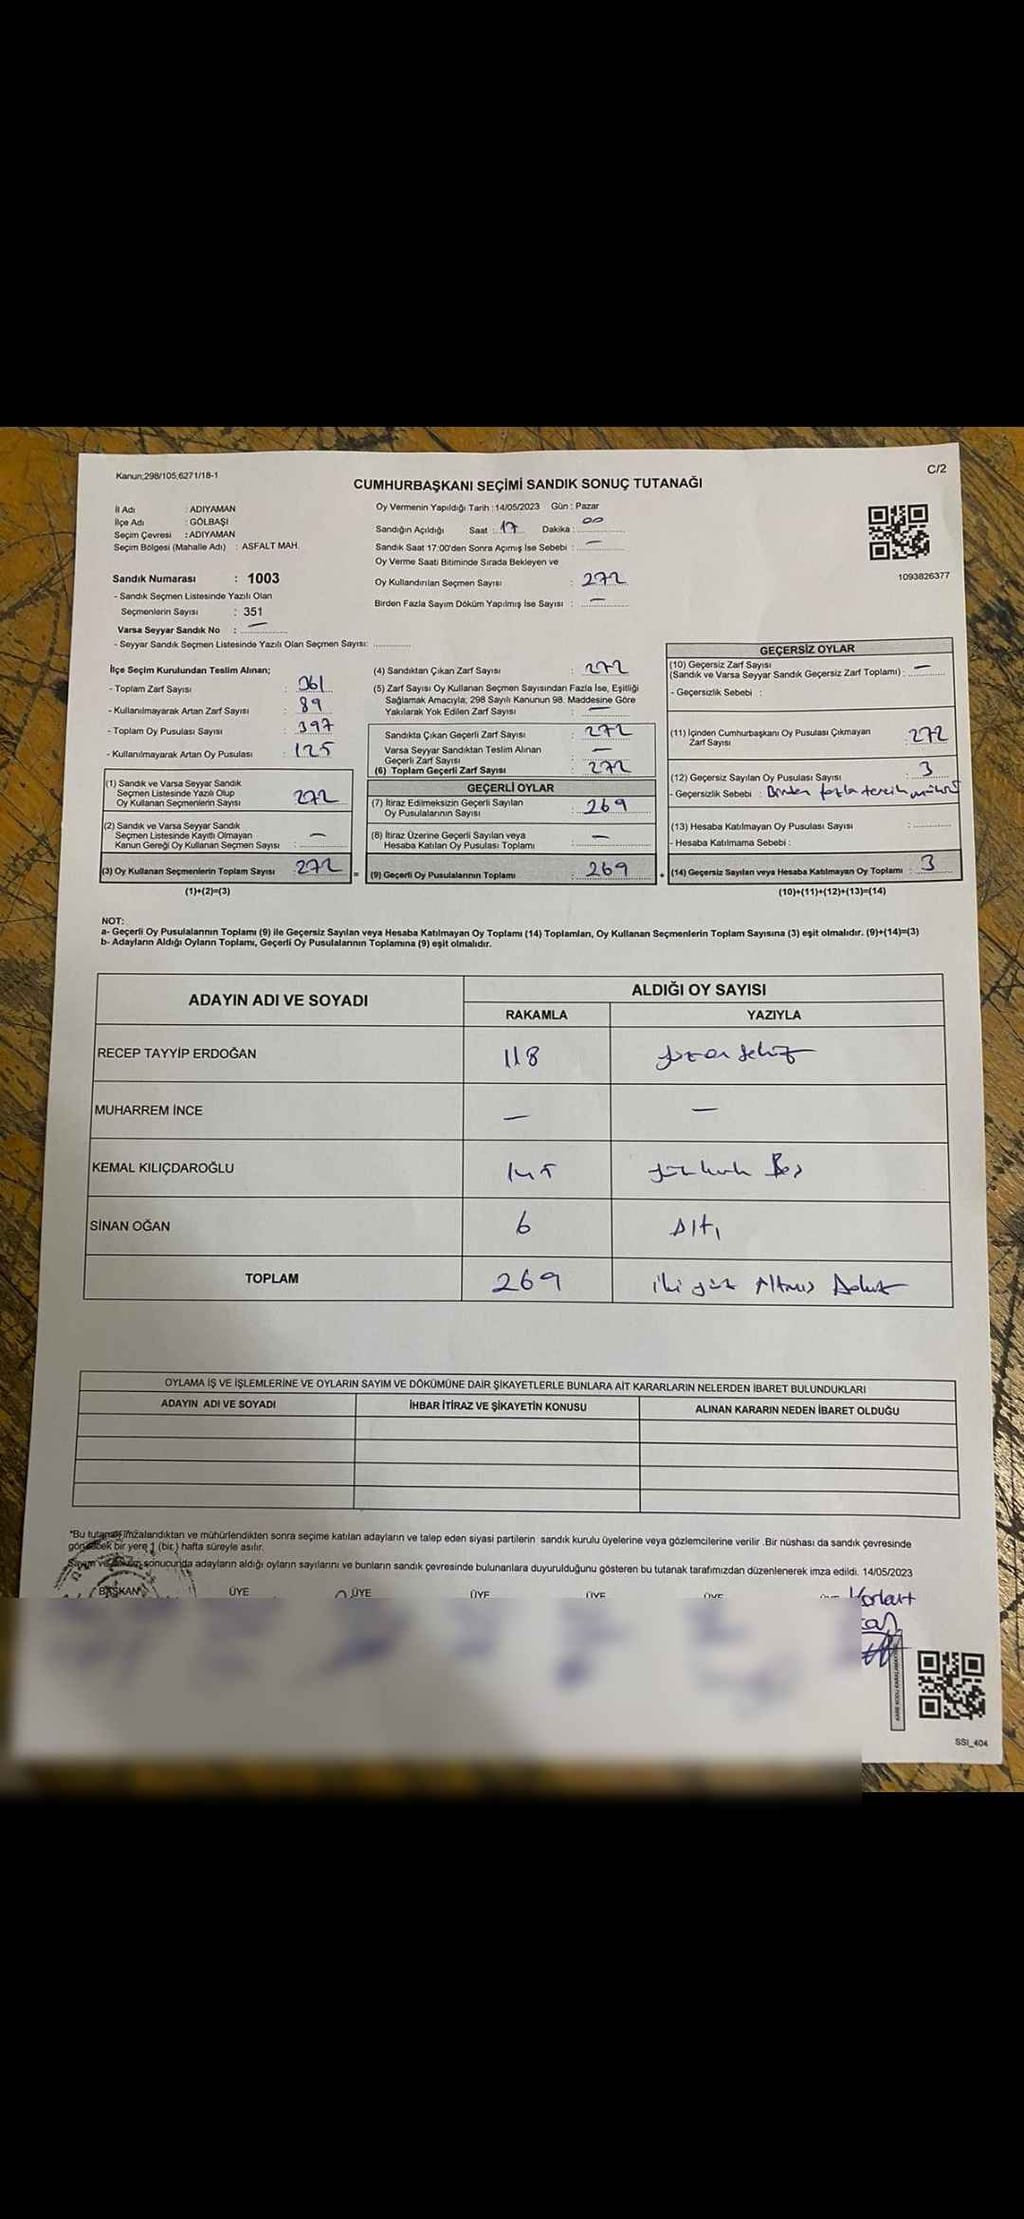 Kanun;298/105;6271/18-1
C/2
CUMHURBAŞKANI SEÇİMİ SANDIK SONUÇ TUTANAĞI
İl Adı : ADIYAMAN
İlçe Adı : GÖLBAŞI
Seçim Çevresi : ADIYAMAN
Seçim Bölgesi (Mahalle Adı) : ASFALT MAH.
Sandık Numarası : 1003
- Sandık Seçmen Listesinde Yazılı Olan
Seçmenlerin Sayısı : 351
Varsa Seyyar Sandık No : —
- Seyyar Sandık Seçmen Listesinde Yazılı Olan Seçmen Sayısı:
Oy Vermenin Yapıldığı Tarih : 14/05/2023 Gün : Pazar
Sandığın Açıldığı Saat : 17 Dakika : 00
Sandık Saat 17:00'den Sonra Açımış İse Sebebi : —
Oy Verme Saati Bitiminde Sırada Bekleyen ve
Oy Kullandırılan Seçmen Sayısı : 272
Birden Fazla Sayım Döküm Yapılmış İse Sayısı : —
1093826377
İlçe Seçim Kurulundan Teslim Alınan;
- Toplam Zarf Sayısı : 361
- Kullanılmayarak Artan Zarf Sayısı : 89
- Toplam Oy Pusulası Sayısı : 397
- Kullanılmayarak Artan Oy Pusulası : 125
(1) Sandık ve Varsa Seyyar Sandık
Seçmen Listesinde Yazılı Olup
Oy Kullanan Seçmenlerin Sayısı 272
(2) Sandık ve Varsa Seyyar Sandık
Seçmen Listesinde Kayıtlı Olmayan
Kanun Gereği Oy Kullanan Seçmen Sayısı : —
(3) Oy Kullanan Seçmenlerin Toplam Sayısı 272
(1)+(2)=(3)
(4) Sandıktan Çıkan Zarf Sayısı : 272
(5) Zarf Sayısı Oy Kullanan Seçmen Sayısından Fazla İse, Eşitliği
Sağlamak Amacıyla, 298 Sayılı Kanunun 98. Maddesine Göre
Yakılarak Yok Edilen Zarf Sayısı : —
Sandıkta Çıkan Geçerli Zarf Sayısı : 272
Varsa Seyyar Sandıktan Teslim Alınan
Geçerli Zarf Sayısı : —
(6) Toplam Geçerli Zarf Sayısı : 272
GEÇERLİ OYLAR
(7) İtiraz Edilmeksizin Geçerli Sayılan
Oy Pusulalarının Sayısı : 269
(8) İtiraz Üzerine Geçerli Sayılan veya
Hesaba Katılan Oy Pusulası Toplamı : —
(9) Geçerli Oy Pusulalarının Toplamı : 269
GEÇERSİZ OYLAR
(10) Geçersiz Zarf Sayısı
(Sandık ve Varsa Seyyar Sandık Geçersiz Zarf Toplamı) : —
- Geçersizlik Sebebi :
(11) İçinden Cumhurbaşkanı Oy Pusulası Çıkmayan
Zarf Sayısı : 272
(12) Geçersiz Sayılan Oy Pusulası Sayısı : 3
- Geçersizlik Sebebi : Birden fazla tercih mührü
(13) Hesaba Katılmayan Oy Pusulası Sayısı :
- Hesaba Katılmama Sebebi :
(14) Geçersiz Sayılan veya Hesaba Katılmayan Oy Toplamı : 3
(10)+(11)+(12)+(13)=(14)
NOT:
a- Geçerli Oy Pusulalarının Toplamı (9) ile Geçersiz Sayılan veya Hesaba Katılmayan Oy Toplamı (14) Toplamları, Oy Kullanan Seçmenlerin Toplam Sayısına (3) eşit olmalıdır. (9)+(14)=(3)
b- Adayların Aldığı Oyların Toplamı, Geçerli Oy Pusulalarının Toplamına (9) eşit olmalıdır.
ADAYIN ADI VE SOYADI ALDIĞI OY SAYISI
RAKAMLA YAZIYLA
RECEP TAYYİP ERDOĞAN 118 yüzon sekiz
MUHARREM İNCE — —
KEMAL KILIÇDAROĞLU 145 yüz kırk Beş
SİNAN OĞAN 6 Altı
TOPLAM 269 iki yüz Altmış Dokuz
OYLAMA İŞ VE İŞLEMLERİNE VE OYLARIN SAYIM VE DÖKÜMÜNE DAİR ŞİKAYETLERLE BUNLARA AİT KARARLARIN NELERDEN İBARET BULUNDUKLARI
ADAYIN ADI VE SOYADI İHBAR İTİRAZ VE ŞİKAYETİN KONUSU ALINAN KARARIN NEDEN İBARET OLDUĞU
*Bu tutanak imzalandıktan ve mühürlendikten sonra seçime katılan adayların ve talep eden siyasi partilerin sandık kurulu üyelerine veya gözlemcilerine verilir .Bir nüshası da sandık çevresinde
görülecek bir yere 1 (bir) hafta süreyle asılır.
Sayım ve döküm sonucunda adayların aldığı oyların sayılarını ve bunların sandık çevresinde bulunanlara duyurulduğunu gösteren bu tutanak tarafımızdan düzenlenerek imza edildi. 14/05/2023
BAŞKAN ÜYE ÜYE ÜYE ÜYE ÜYE
SSI_404